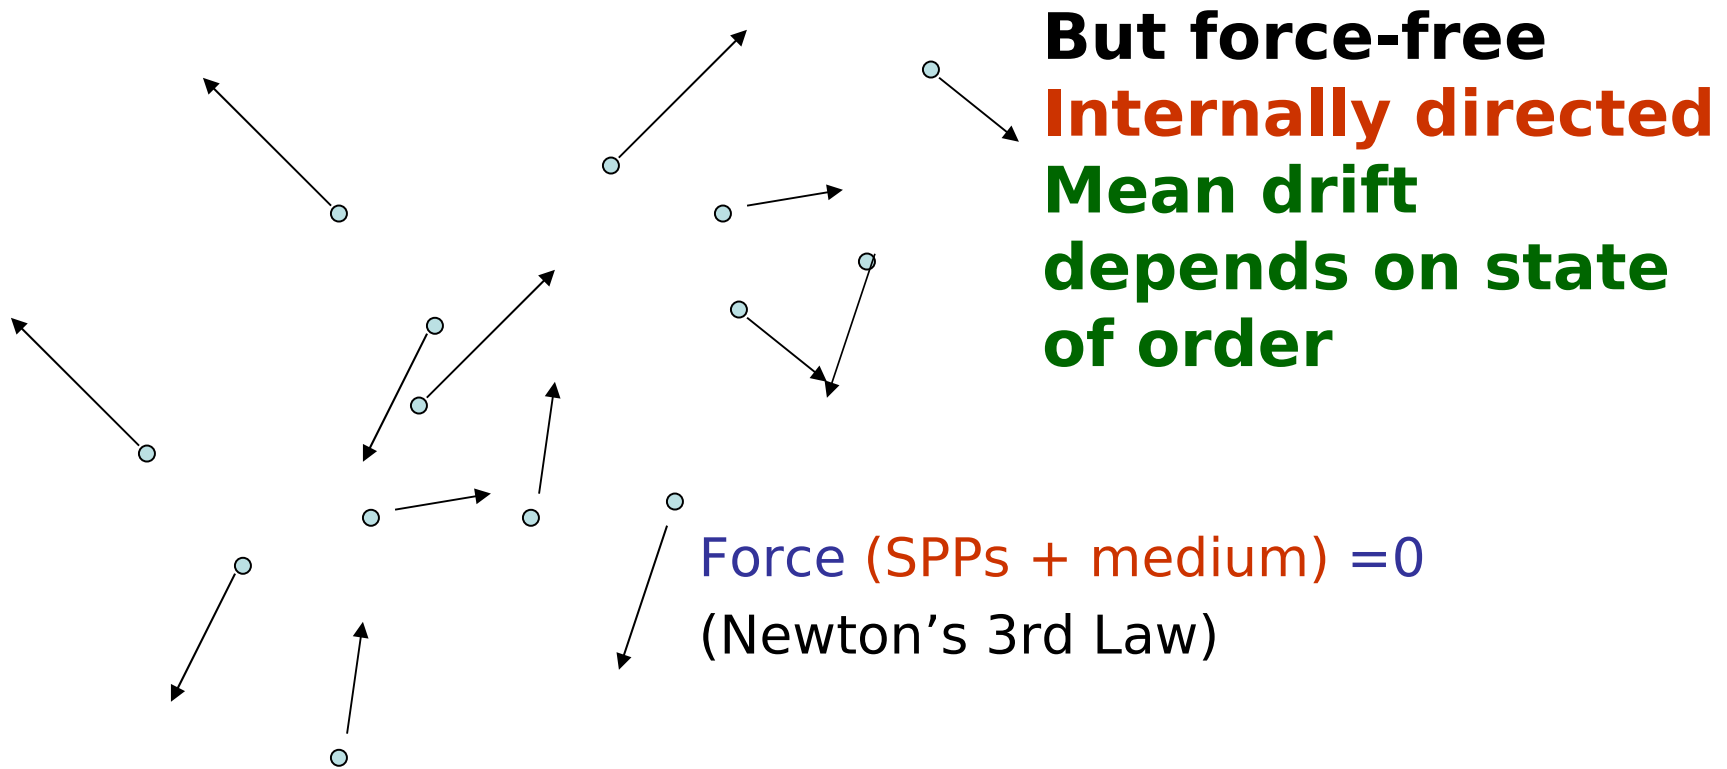 But force-free
Internally directed
Mean drift
depends on state
of order
Force (SPPs + medium) =0
(Newton’s 3rd Law)